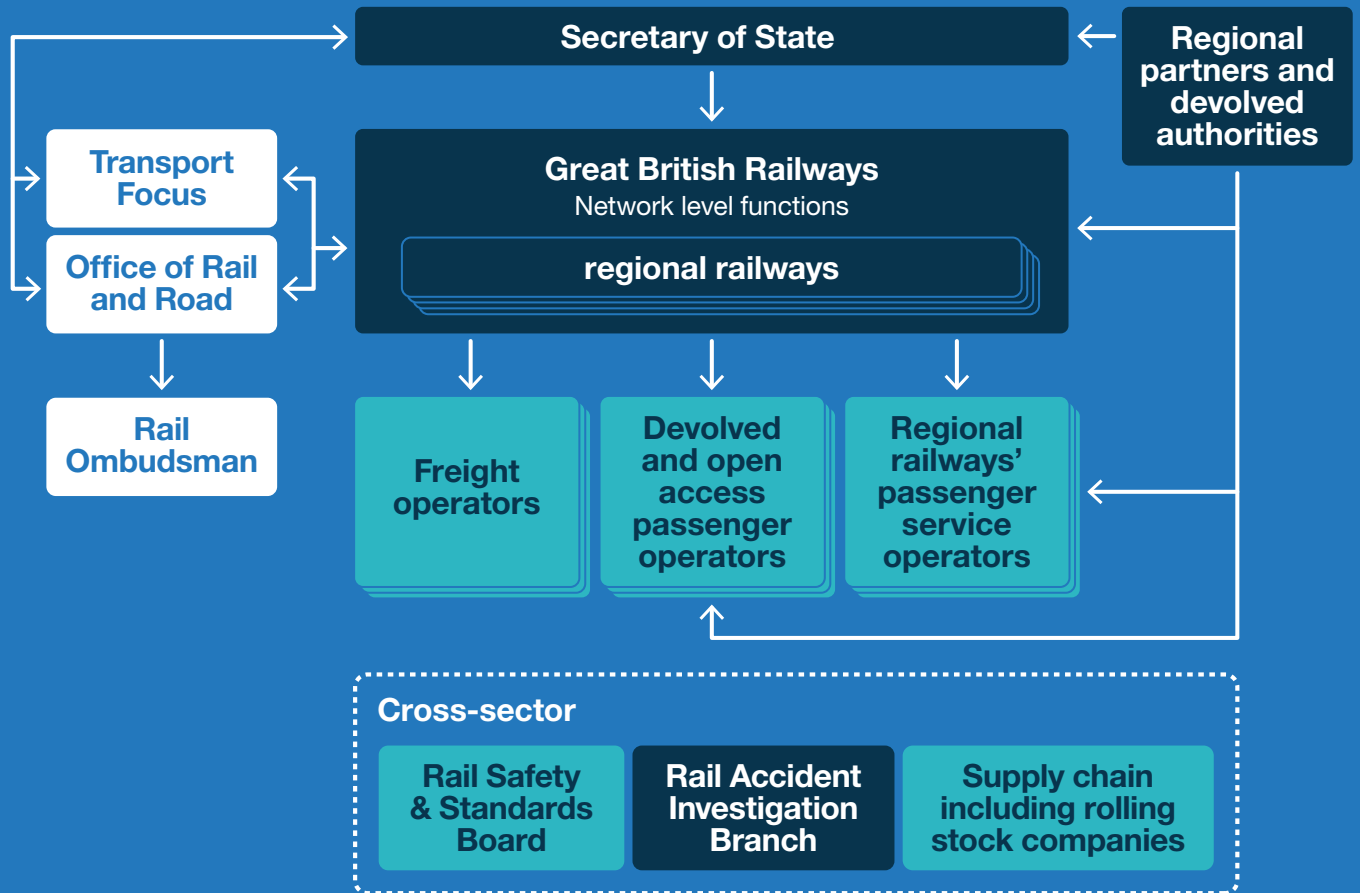 Secretary of State
Regional
partners and
devolved
authorities
Transport
Focus
Great British Railways
Network level functions
regional railways
Office of Rail
and Road
Rail
Ombudsman
Freight
operators
Devolved
and open
access
passenger
operators
Regional
railways’
passenger
service
operators
Cross-sector
Rail Safety
& Standards
Board
Rail Accident
Investigation
Branch
Supply chain
including rolling
stock companies